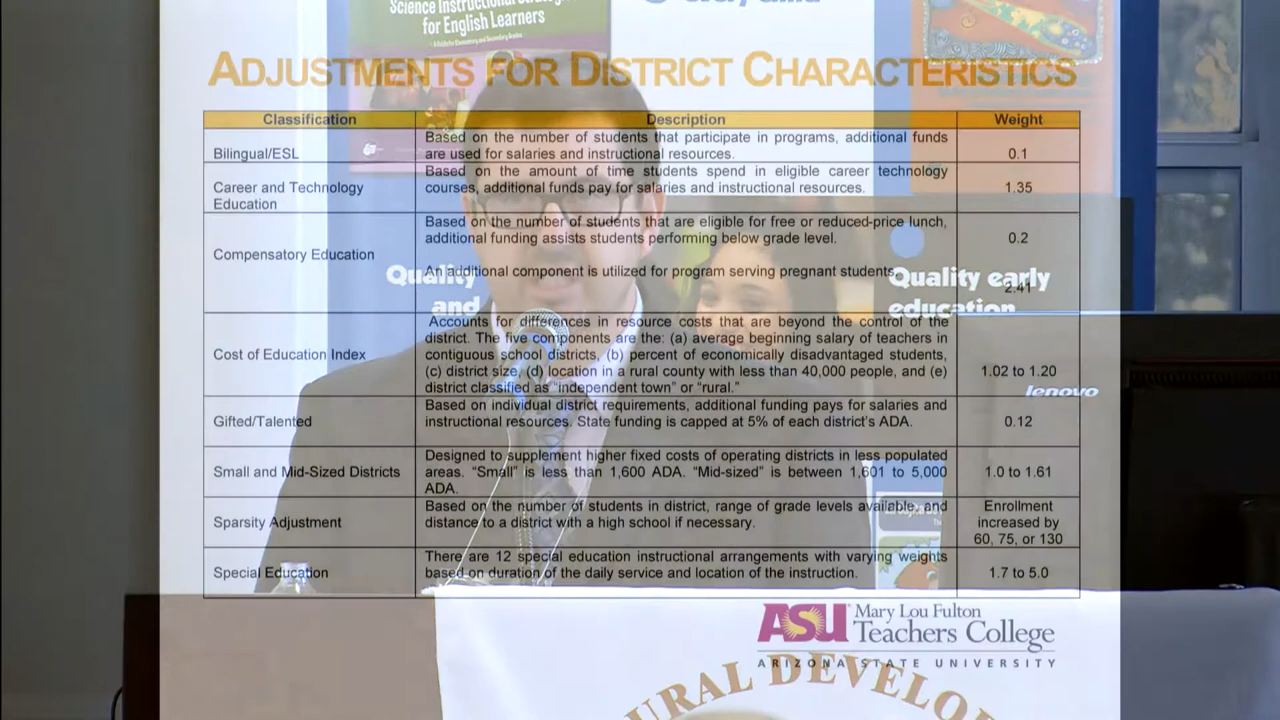 Science Instructional
for English Learners
ADJUSTMENTS FOR DISTRICT CHARACTERISTICS
Classification Description Weight
Bilingual/ESL
Based on the number of students that participate in programs, additional funds
are used for salaries and instructional resources.
0.1
Career and Technology
Education
Based on the amount of time students spend in eligible career technology
courses, additional funds pay for salaries and instructional resources.
1.35
Compensatory Education
Based on the number of students that are eligible for free or reduced-price lunch,
additional funding assists students performing below grade level.
0.2
An additional component is utilized for program serving pregnant students.
2.41
Quality
and
Quality early
education
Cost of Education Index
Accounts for differences in resource costs that are beyond the control of the
district. The five components are the: (a) average beginning salary of teachers in
contiguous school districts, (b) percent of economically disadvantaged students,
(c) district size, (d) location in a rural county with less than 40,000 people, and (e)
district classified as "independent town" or "rural."
1.02 to 1.20
lenovo
Gifted/Talented
Based on individual district requirements, additional funding pays for salaries and
instructional resources. State funding is capped at 5% of each district's ADA.
0.12
Small and Mid-Sized Districts
Designed to supplement higher fixed costs of operating districts in less populated
areas. "Small" is less than 1,600 ADA. "Mid-sized" is between 1,601 to 5,000
ADA.
1.0 to 1.61
Sparsity Adjustment
Based on the number of students in district, range of grade levels available, and
distance to a district with a high school if necessary.
Enrollment
increased by
60, 75, or 130
Special Education
There are 12 special education instructional arrangements with varying weights
based on duration of the daily service and location of the instruction.
1.7 to 5.0
ASU Mary Lou Fulton
Teachers College
ARIZONA STATE UNIVERSITY
URAL DEVELO